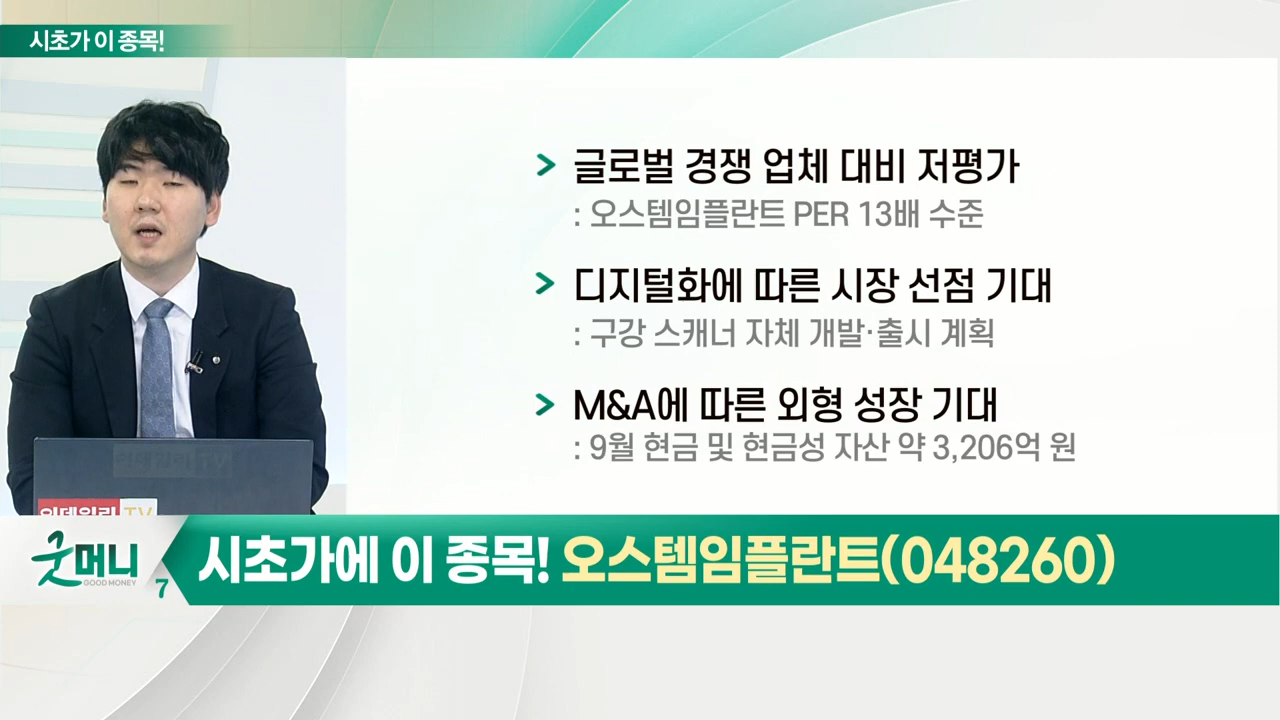 시초가 이 종목!
> 글로벌 경쟁 업체 대비 저평가
: 오스템임플란트 PER 13배 수준
> 디지털화에 따른 시장 선점 기대
: 구강 스캐너 자체 개발·출시 계획
> M&A에 따른 외형 성장 기대
: 9월 현금 및 현금성 자산 약 3,206억 원
이데일리 TV
굿머니
GOOD MONEY
7
시초가에 이 종목! 오스템임플란트(048260)